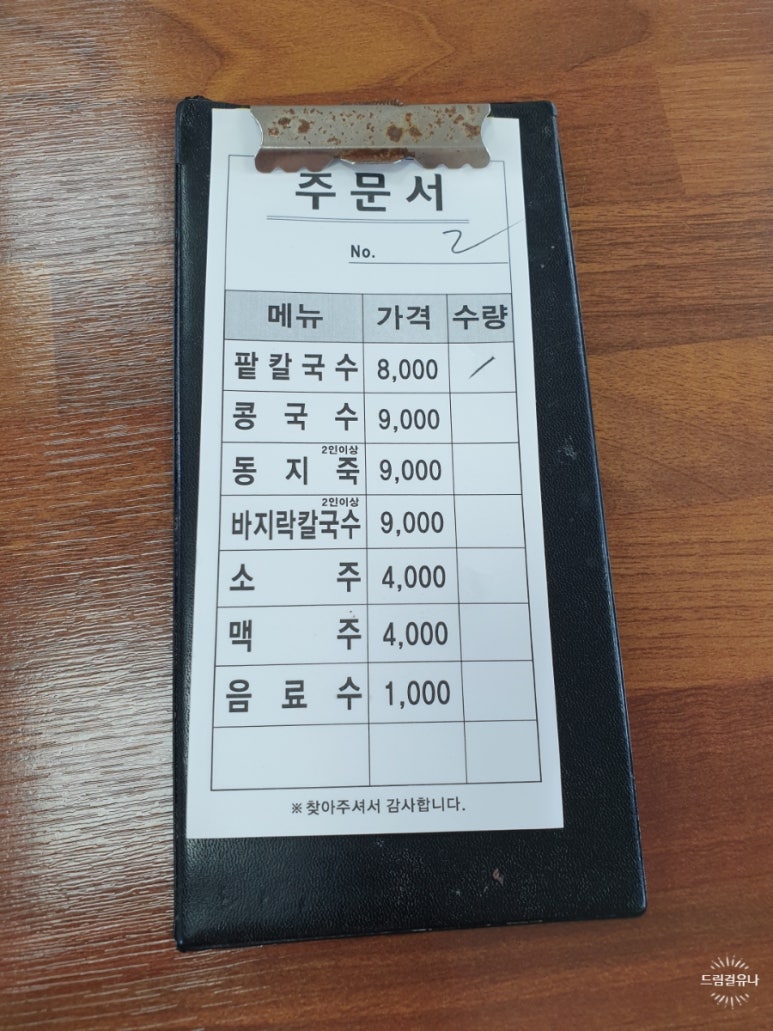 주문서
No. 2
메뉴 가격 수량
팥칼국수 8,000 /
콩국수 9,000
2인이상
동지죽 9,000
2인이상
바지락칼국수 9,000
소주 4,000
맥주 4,000
음료수 1,000
※ 찾아주셔서 감사합니다.
드림걸유나